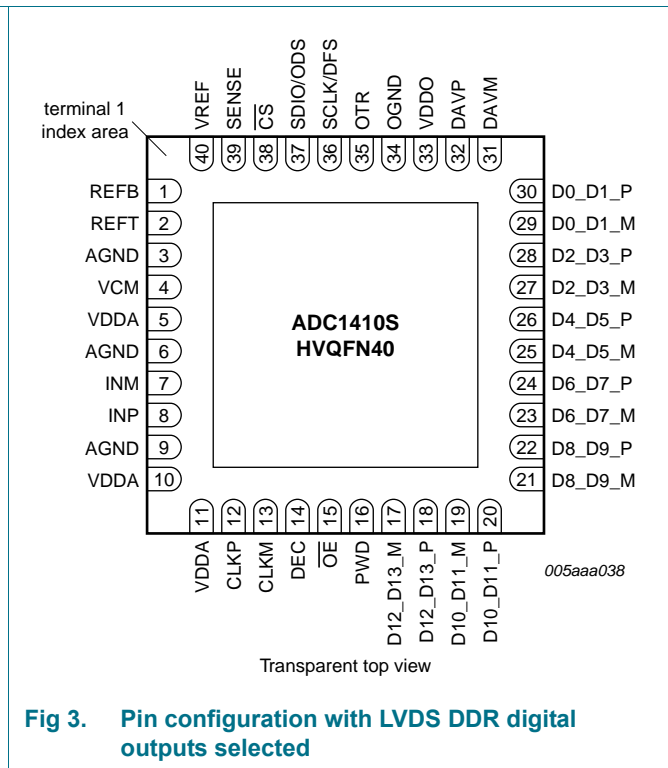 terminal 1
index area
VREF
SENSE
CS
SDIO/ODS
SCLK/DFS
OTR
OGND
VDDO
DAVP
DAVM
40
39
38
37
36
35
34
33
32
31
REFB 1
REFT 2
AGND 3
VCM 4
VDDA 5
AGND 6
INM 7
INP 8
AGND 9
VDDA 10
ADC1410S
HVQFN40
30 D0_D1_P
29 D0_D1_M
28 D2_D3_P
27 D2_D3_M
26 D4_D5_P
25 D4_D5_M
24 D6_D7_P
23 D6_D7_M
22 D8_D9_P
21 D8_D9_M
11
12
13
14
15
16
17
18
19
20
VDDA
CLKP
CLKM
DEC
OE
PWD
D12_D13_M
D12_D13_P
D10_D11_M
D10_D11_P
005aaa038
Transparent top view
Fig 3. Pin configuration with LVDS DDR digital
outputs selected